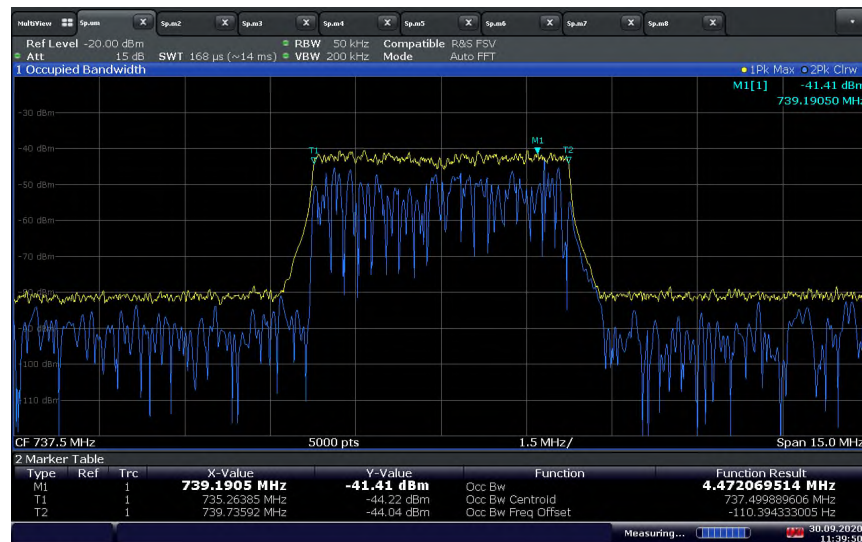 MultiView Sp.um X Sp.m2 X Sp.m3 X Sp.m4 X Sp.m5 X Sp.m6 X Sp.m7 X Sp.m8 X
Ref Level -20.00 dBm RBW 50 kHz Compatible R&S FSV
Att 15 dB SWT 168 µs (~14 ms) VBW 200 kHz Mode Auto FFT
1 Occupied Bandwidth 1Pk Max 2Pk Clrw
M1[1] -41.41 dBm
739.19050 MHz
-30 dBm
M1
-40 dBm T1 T2
-50 dBm
-60 dBm
-70 dBm
-80 dBm
-90 dBm
-100 dBm
-110 dBm
CF 737.5 MHz 5000 pts 1.5 MHz/ Span 15.0 MHz
2 Marker Table
Type Ref Trc X-Value Y-Value Function Function Result
M1 1 739.1905 MHz -41.41 dBm Occ Bw 4.472069514 MHz
T1 1 735.26385 MHz -44.22 dBm Occ Bw Centroid 737.499889606 MHz
T2 1 739.73592 MHz -44.04 dBm Occ Bw Freq Offset -110.394333005 Hz
Measuring... 30.09.2020
11:39:50